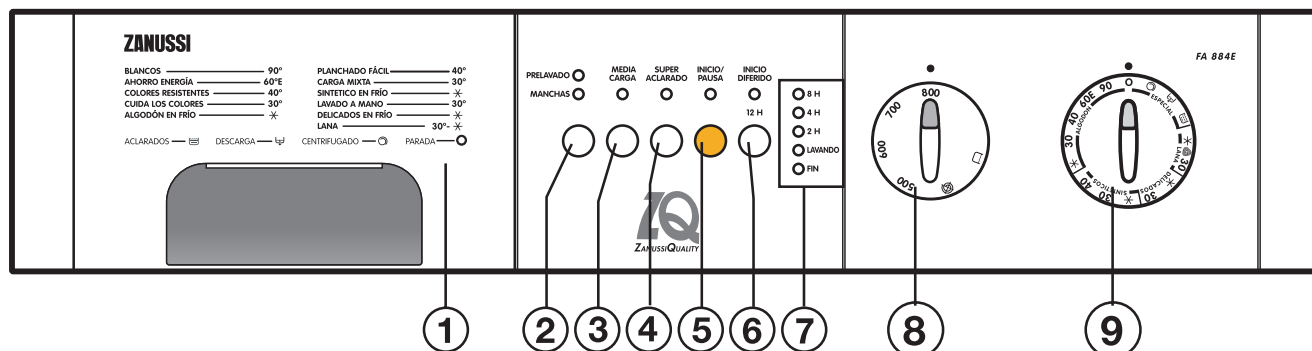 ZANUSSI
BLANCOS 90°
AHORRO ENERGÍA 60°E
COLORES RESISTENTES 40°
CUIDA LOS COLORES 30°
ALGODÓN EN FRÍO
PLANCHADO FÁCIL 40°
CARGA MIXTA 30°
SINTETICO EN FRÍO
LAVADO A MANO 30°
DELICADOS EN FRÍO
LANA 30°-
ACLARADOS DESCARGA CENTRIFUGADO PARADA
PRELAVADO
MANCHAS
MEDIA CARGA
SUPER ACLARADO
INICIO/ PAUSA
INICIO DIFERIDO
12 H
8 H
4 H
2 H
LAVANDO
FIN
ZQ
ZANUSSIQUALITY
500
600
700
800
FA 884E
ESPECIAL
LANA
30
DELICADOS
30
SINTETICOS
30
40
ALGODON
30
40
60E
90
1 2 3 4 5 6 7 8 9